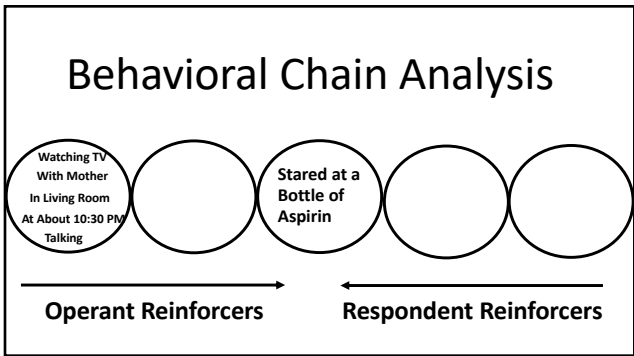 Behavioral Chain Analysis
Watching TV
With Mother
In Living Room
At About 10:30 PM
Talking
Stared at a
Bottle of
Aspirin
Operant Reinforcers
Respondent Reinforcers